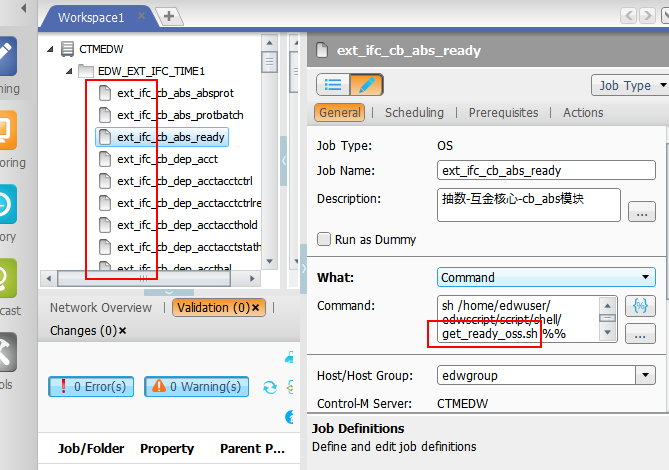 Workspace1
CTMEDW
EDW_EXT_IFC_TIME1
ext_ifc_cb_abs_absprot
ext_ifc_cb_abs_protbatch
ext_ifc_cb_abs_ready
ext_ifc_cb_dep_acct
ext_ifc_cb_dep_acctacctctrl
ext_ifc_cb_dep_acctacctctrlre
ext_ifc_cb_dep_acctaccthold
ext_ifc_cb_dep_acctacctstath
ext_ifc_cb_dep_acctbal
ning
oring
ory
cast
ols
Network Overview
Validation (0)×
Changes (0)×
0 Error(s)
0 Warning(s)
Job/Folder Property Parent P...
ext_ifc_cb_abs_ready
Job Type
General Scheduling Prerequisites Actions
Job Type: OS
Job Name: ext_ifc_cb_abs_ready
Description: 抽数-互金核心-cb_abs模块
...
Run as Dummy
What: Command
Command: sh /home/edwuser/
edwscript/script/shell/
get_ready_oss.sh %%
{%}
...
Host/Host Group: edwgroup
Control-M Server: CTMEDW
Job Definitions
Define and edit job definitions